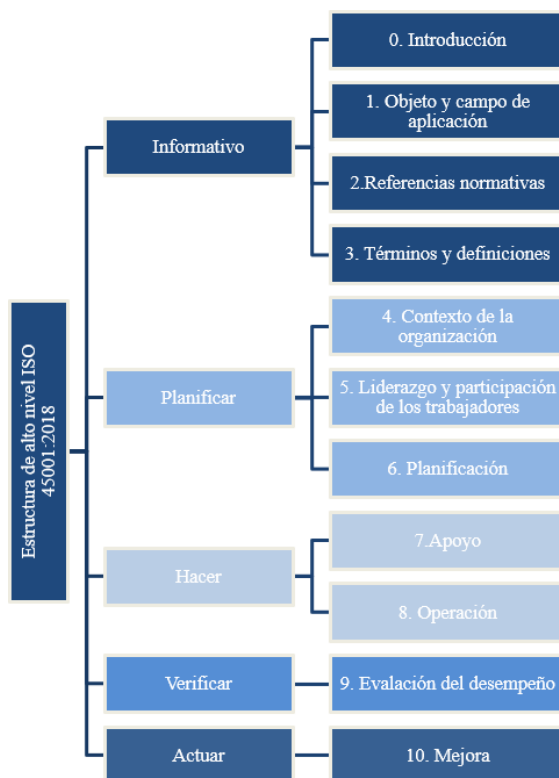 Estructura de alto nivel ISO
45001:2018
Informativo
0. Introducción
1. Objeto y campo de
aplicación
2.Referencias normativas
3. Términos y definiciones
Planificar
4. Contexto de la
organización
5. Liderazgo y participación
de los trabajadores
6. Planificación
Hacer
7.Apoyo
8. Operación
Verificar
9. Evalación del desempeño
Actuar
10. Mejora